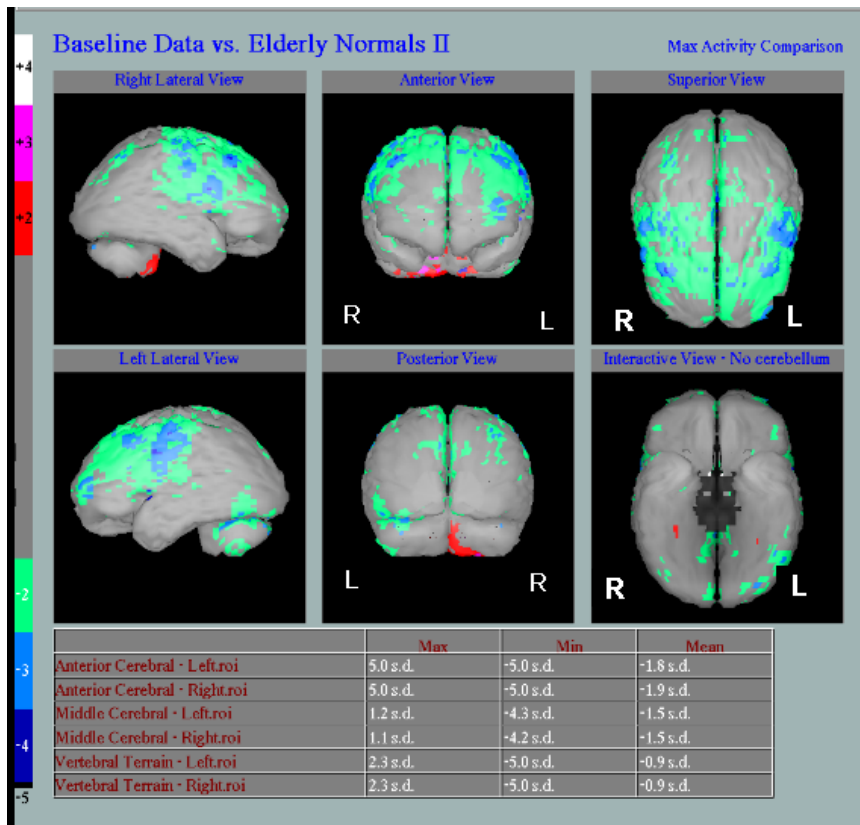 Baseline Data vs. Elderly Normals II
Max Activity Comparison
+4
+3
+2
-2
-3
-4
-5
Right Lateral View
Anterior View
Superior View
R
L
R
L
Left Lateral View
Posterior View
Interactive View - No cerebellum
L
R
R
L
Max Min Mean
Anterior Cerebral - Left.roi 5.0 s.d. -5.0 s.d. -1.8 s.d.
Anterior Cerebral - Right.roi 5.0 s.d. -5.0 s.d. -1.9 s.d.
Middle Cerebral - Left.roi 1.2 s.d. -4.3 s.d. -1.5 s.d.
Middle Cerebral - Right.roi 1.1 s.d. -4.2 s.d. -1.5 s.d.
Vertebral Terrain - Left.roi 2.3 s.d. -5.0 s.d. -0.9 s.d.
Vertebral Terrain - Right.roi 2.3 s.d. -5.0 s.d. -0.9 s.d.